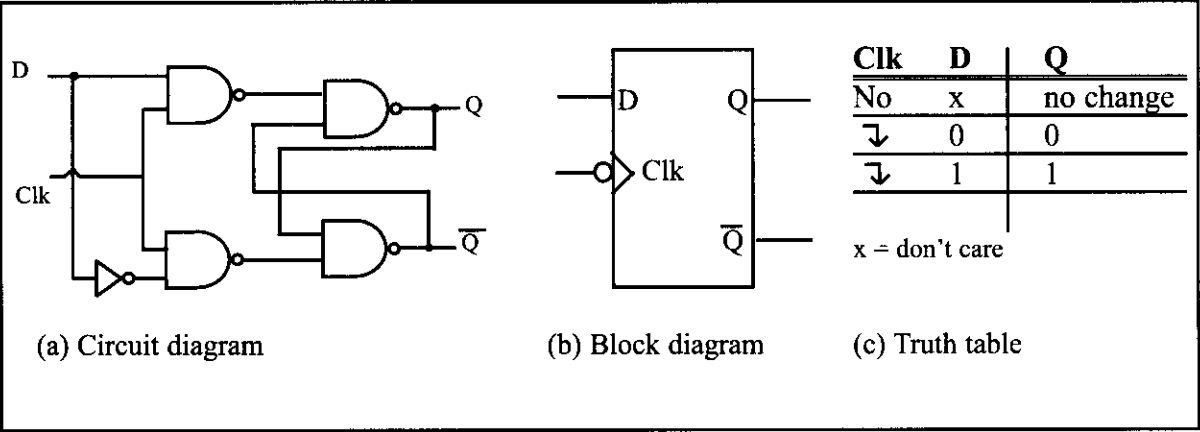 D
Q
Clk
Q̅
(a) Circuit diagram
D Q
Clk
Q̅
(b) Block diagram
Clk D Q
No x no change
↴ 0 0
↴ 1 1
x = don't care
(c) Truth table